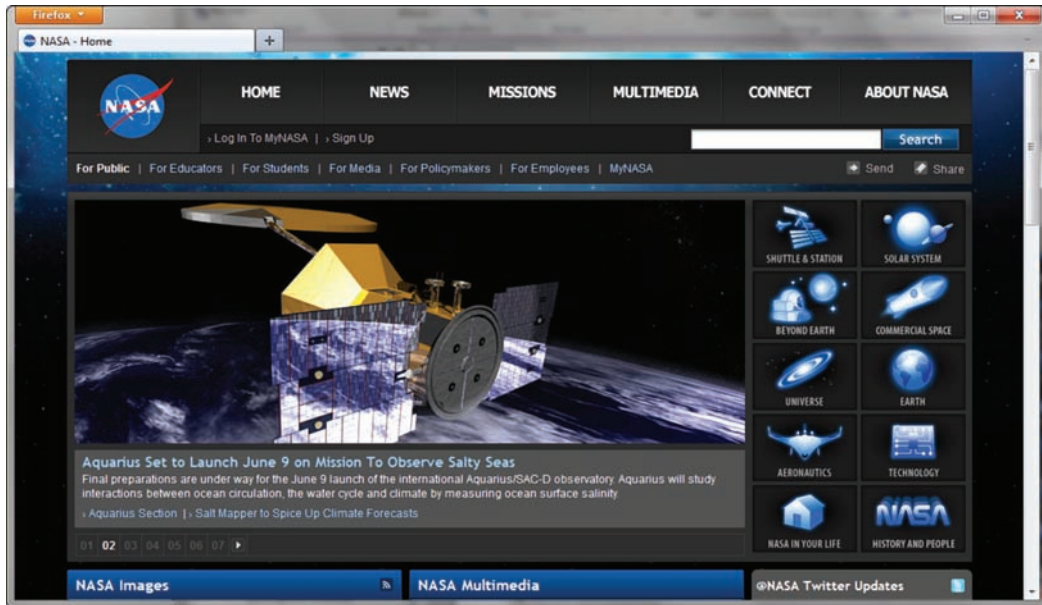 Firefox
NASA - Home
NASA
HOME NEWS MISSIONS MULTIMEDIA CONNECT ABOUT NASA
› Log In To MyNASA | › Sign Up
Search
For Public | For Educators | For Students | For Media | For Policymakers | For Employees | MyNASA
Send Share
SHUTTLE & STATION SOLAR SYSTEM
BEYOND EARTH COMMERCIAL SPACE
UNIVERSE EARTH
AERONAUTICS TECHNOLOGY
NASA
NASA IN YOUR LIFE HISTORY AND PEOPLE
Aquarius Set to Launch June 9 on Mission To Observe Salty Seas
Final preparations are under way for the June 9 launch of the international Aquarius/SAC-D observatory. Aquarius will study
interactions between ocean circulation, the water cycle and climate by measuring ocean surface salinity.
› Aquarius Section | › Salt Mapper to Spice Up Climate Forecasts
01 02 03 04 05 06 07
NASA Images NASA Multimedia @NASA Twitter Updates